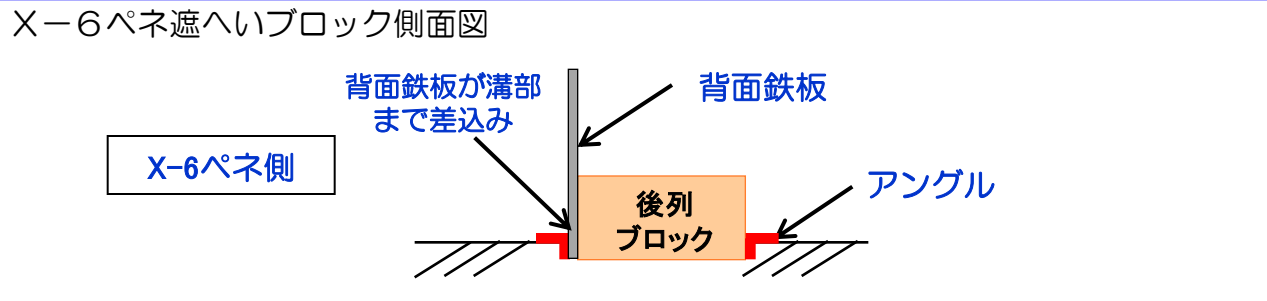 X－６ペネ遮へいブロック側面図
背面鉄板が溝部
まで差込み
背面鉄板
X-6ペネ側
アングル
後列
ブロック